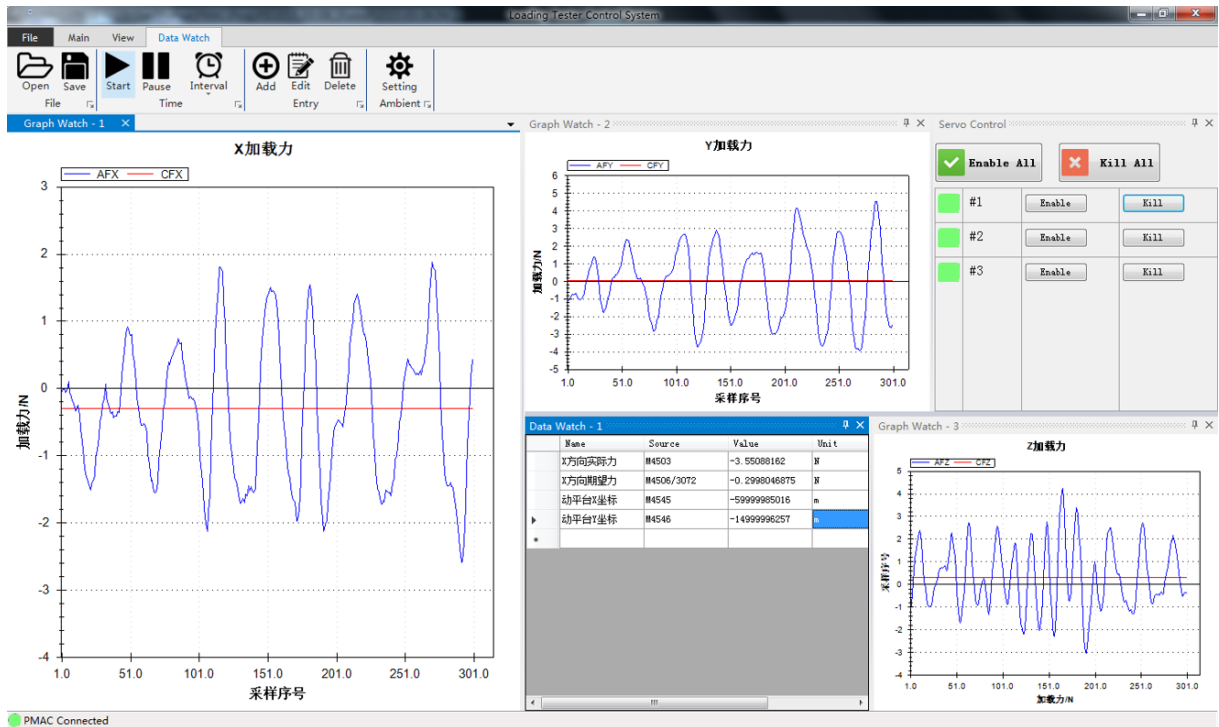 Loading Tester Control System
File Main View Data Watch
Open Save Start Pause Interval Add Edit Delete Setting
File Time Entry Ambient
Graph Watch - 1
X加载力
AFX CFX
3
2
1
0
-1
-2
-3
-4
加载力/N
1.0 51.0 101.0 151.0 201.0 251.0 301.0
采样序号
Graph Watch - 2
Y加载力
AFY CFY
6
5
4
3
2
1
0
-1
-2
-3
-4
-5
加载力/N
1.0 51.0 101.0 151.0 201.0 251.0 301.0
采样序号
Servo Control
Enable All Kill All
#1 Enable Kill
#2 Enable Kill
#3 Enable Kill
Data Watch - 1
Name Source Value Unit
X方向实际力 M4503 -3.55088162 N
X方向期望力 M4506/3072 -0.2998046875 N
动平台X坐标 M4545 -59999985016 m
动平台Y坐标 M4546 -14999996257 m
Graph Watch - 3
Z加载力
AFZ CFZ
5
4
3
2
1
0
-1
-2
-3
-4
采样序号
1.0 51.0 101.0 151.0 201.0 251.0 301.0
加载力/N
PMAC Connected